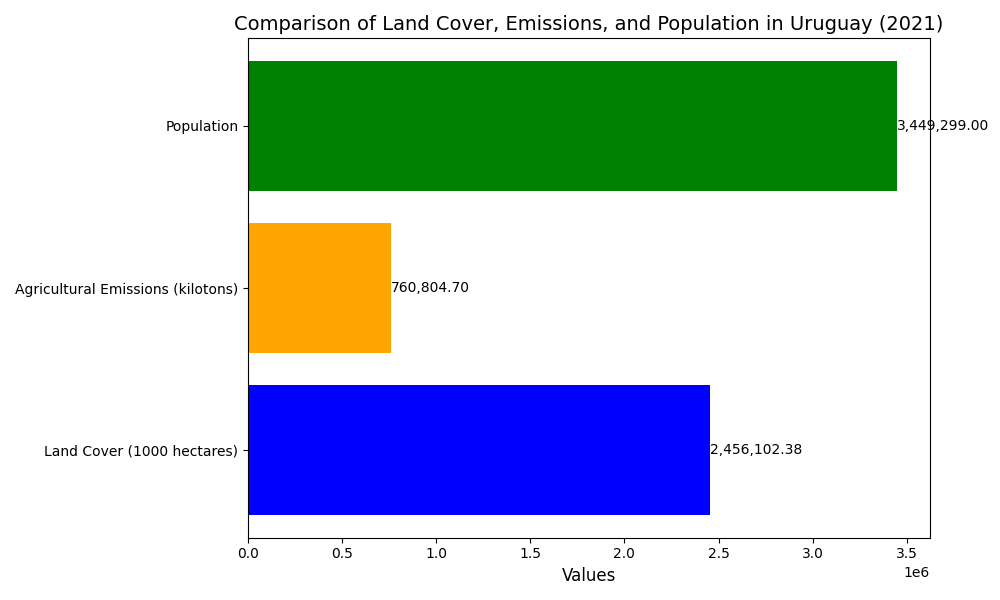 Comparison of Land Cover, Emissions, and Population in Uruguay (2021)
Population
3,449,299.00
Agricultural Emissions (kilotons)
760,804.70
Land Cover (1000 hectares)
2,456,102.38
0.0 0.5 1.0 1.5 2.0 2.5 3.0 3.5
1e6
Values